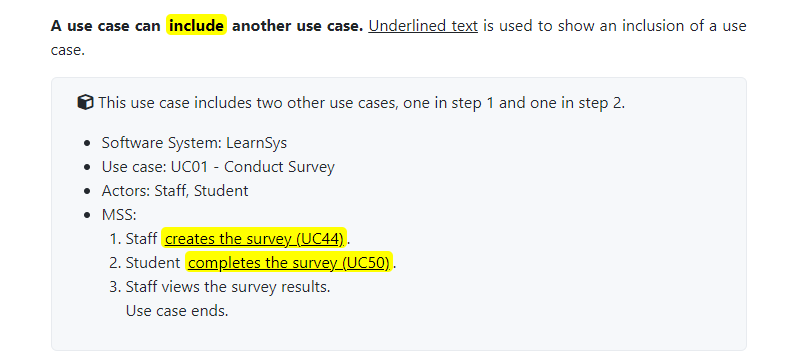 A use case can include another use case. Underlined text is used to show an inclusion of a use
case.
This use case includes two other use cases, one in step 1 and one in step 2.
• Software System: LearnSys
• Use case: UC01 - Conduct Survey
• Actors: Staff, Student
• MSS:
1. Staff creates the survey (UC44).
2. Student completes the survey (UC50).
3. Staff views the survey results.
Use case ends.